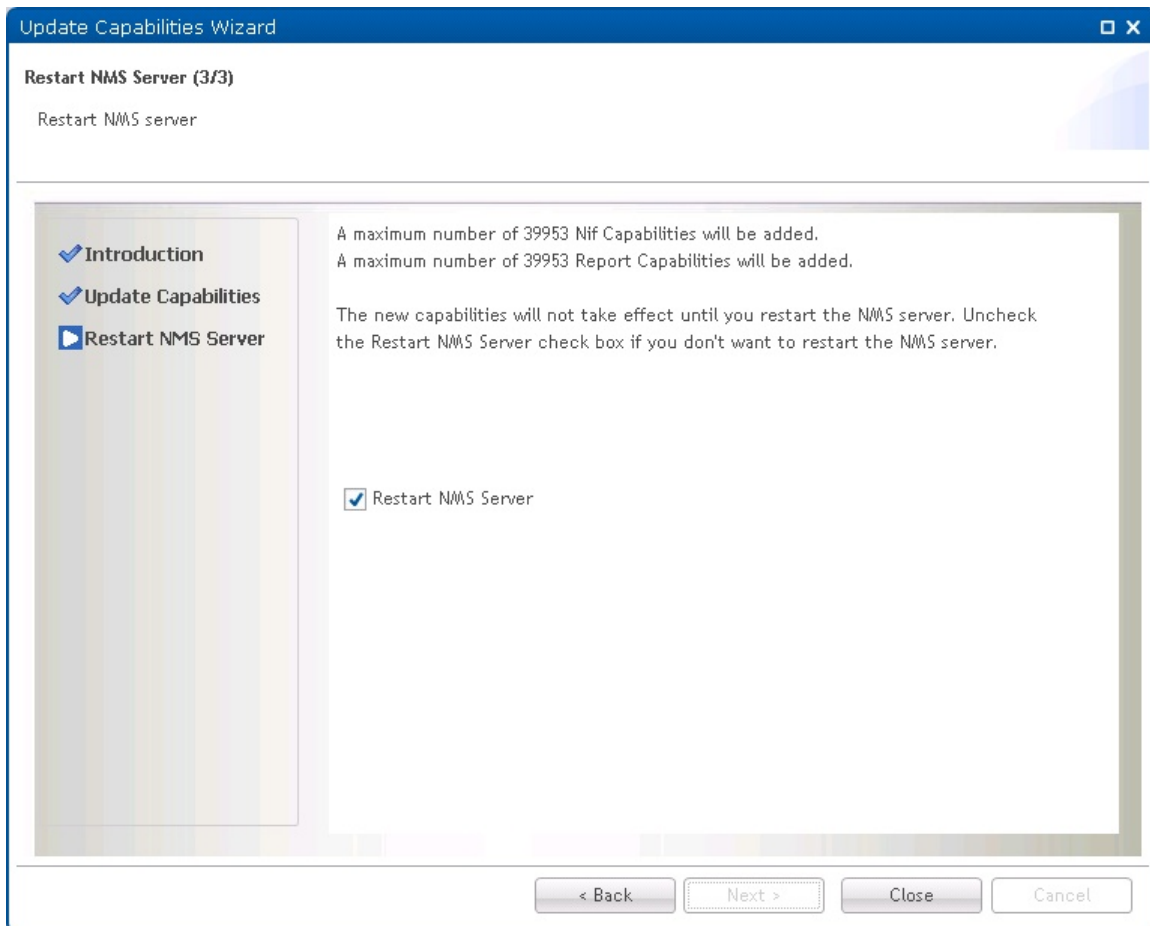 Update Capabilities Wizard
Restart NMS Server (3/3)
Restart NMS server
Introduction
Update Capabilities
Restart NMS Server
A maximum number of 39953 Nif Capabilities will be added.
A maximum number of 39953 Report Capabilities will be added.
The new capabilities will not take effect until you restart the NMS server. Uncheck
the Restart NMS Server check box if you don't want to restart the NMS server.
Restart NMS Server
< Back
Next >
Close
Cancel